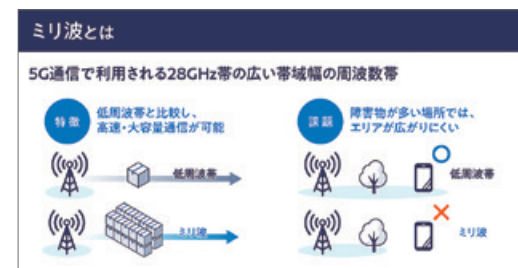 ミリ波とは
5G通信で利用される28GHz帯の広い帯域幅の周波数帯
特徴
低周波帯と比較し、
高速・大容量通信が可能
課題
障害物が多い場所では、
エリアが広がりにくい
低周波帯
低周波帯
ミリ波
ミリ波